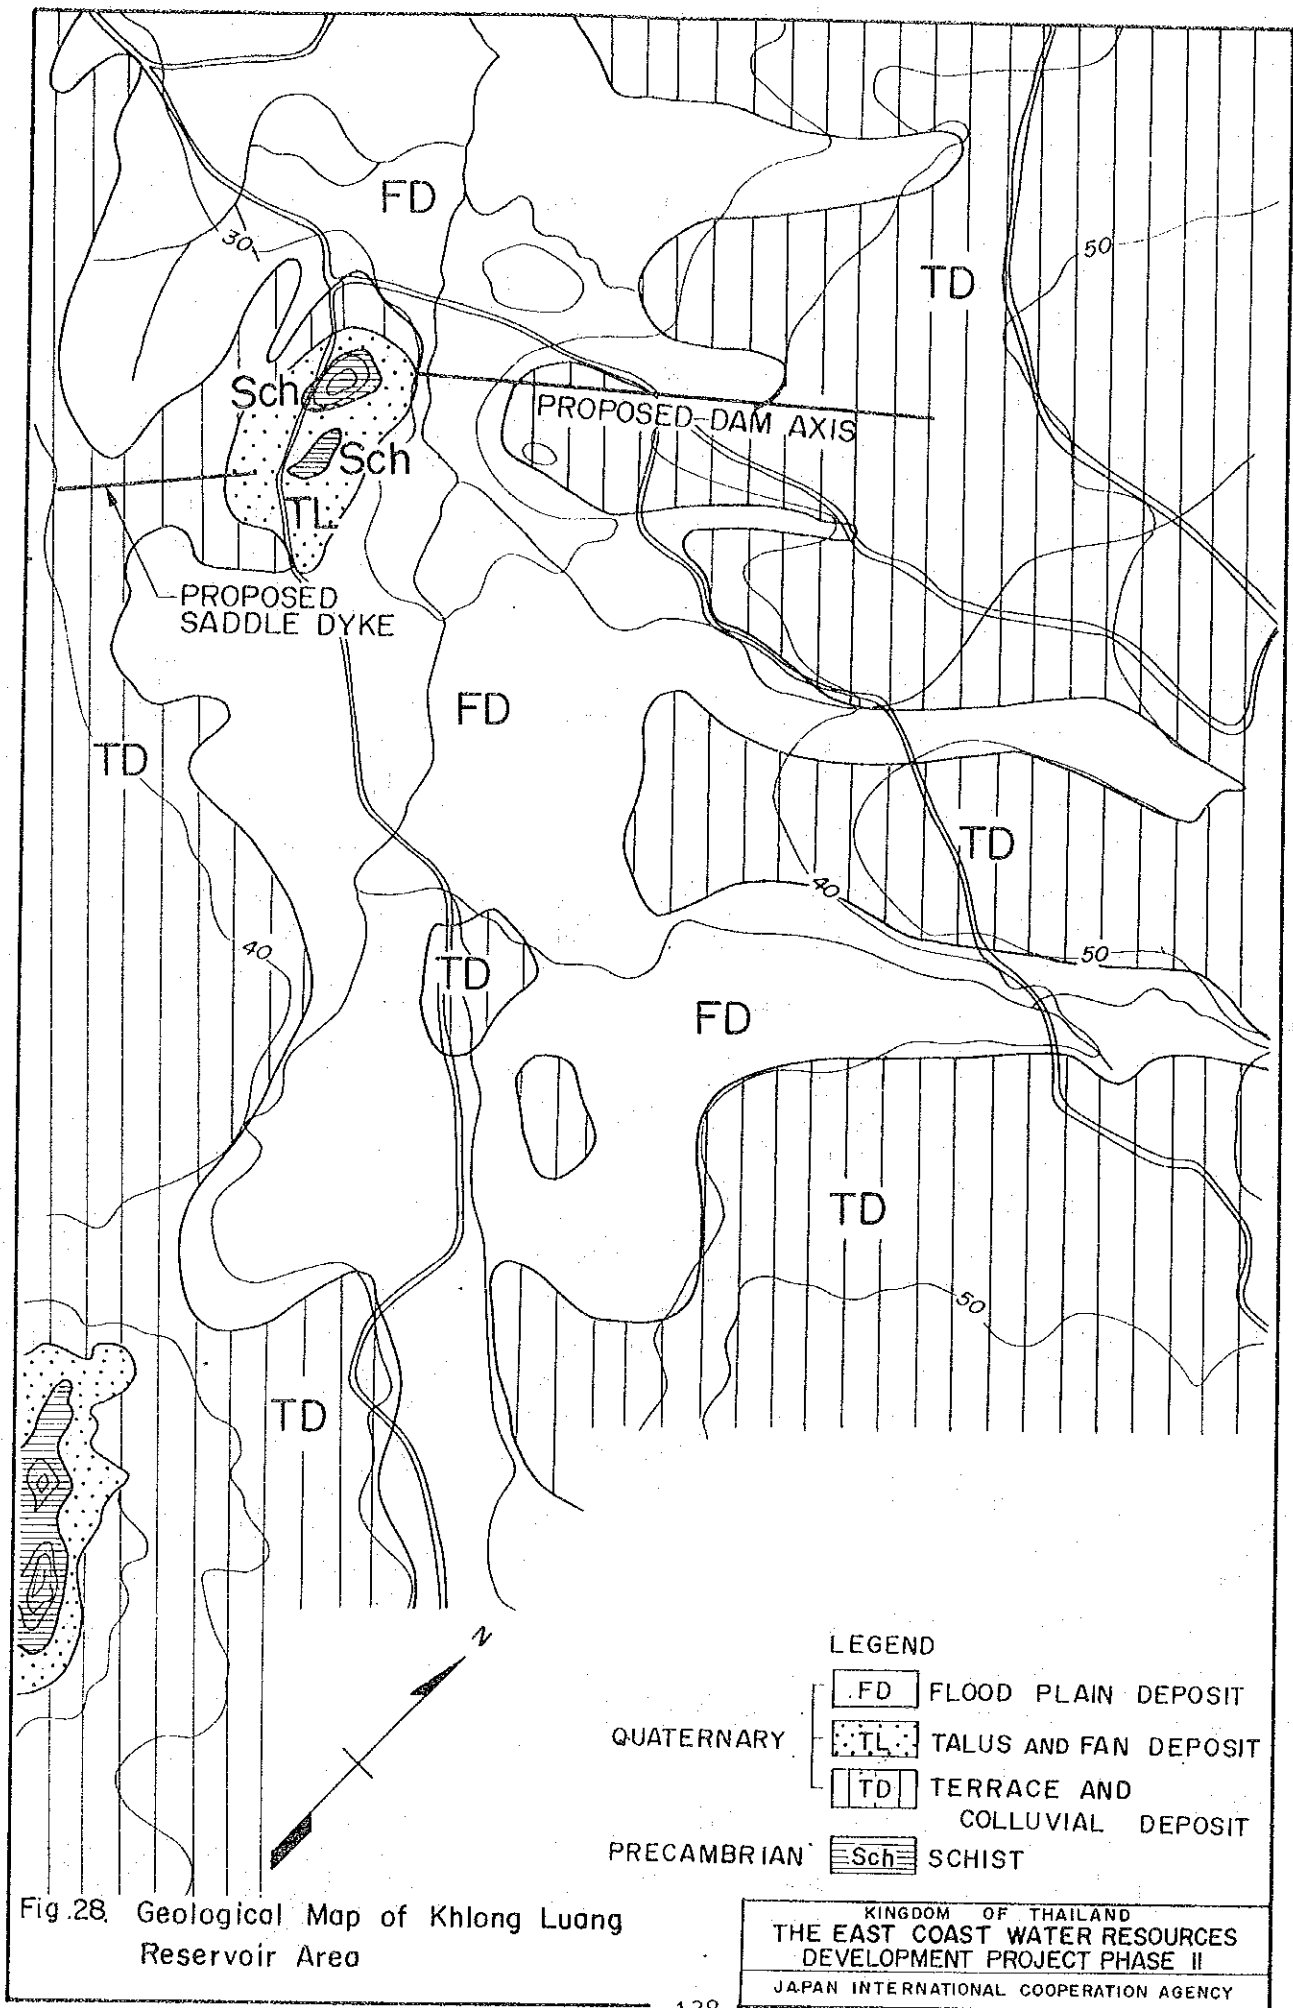 FD
30
50
TD
Sch
PROPOSED DAM AXIS
Sch
TL
PROPOSED
SADDLE DYKE
FD
TD
TD
40
40
50
TD
FD
TD
50
TD
N
LEGEND
FD FLOOD PLAIN DEPOSIT
QUATERNARY TL TALUS AND FAN DEPOSIT
TD TERRACE AND
COLLUVIAL DEPOSIT
PRECAMBRIAN Sch SCHIST
Fig.28. Geological Map of Khlong Luang
Reservoir Area
KINGDOM OF THAILAND
THE EAST COAST WATER RESOURCES
DEVELOPMENT PROJECT PHASE II
JAPAN INTERNATIONAL COOPERATION AGENCY